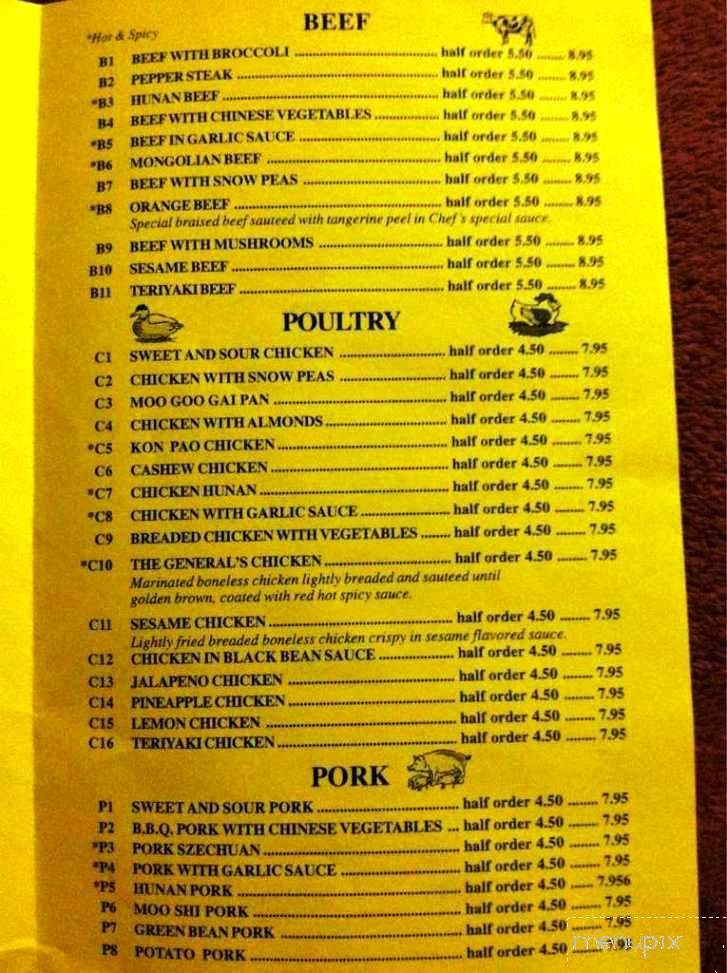 BEEF
*Hot & Spicy
B1 BEEF WITH BROCCOLI ........ half order 5.50 ........ 8.95
B2 PEPPER STEAK ........ half order 5.50 ........ 8.95
*B3 HUNAN BEEF ........ half order 5.50 ........ 8.95
B4 BEEF WITH CHINESE VEGETABLES ........ half order 5.50 ........ 8.95
*B5 BEEF IN GARLIC SAUCE ........ half order 5.50 ........ 8.95
*B6 MONGOLIAN BEEF ........ half order 5.50 ........ 8.95
B7 BEEF WITH SNOW PEAS ........ half order 5.50 ........ 8.95
*B8 ORANGE BEEF ........ half order 5.50 ........ 8.95
Special braised beef sauteed with tangerine peel in Chef's special sauce.
B9 BEEF WITH MUSHROOMS ........ half order 5.50 ........ 8.95
B10 SESAME BEEF ........ half order 5.50 ........ 8.95
B11 TERIYAKI BEEF ........ half order 5.50 ........ 8.95
POULTRY
C1 SWEET AND SOUR CHICKEN ........ half order 4.50 ........ 7.95
C2 CHICKEN WITH SNOW PEAS ........ half order 4.50 ........ 7.95
C3 MOO GOO GAI PAN ........ half order 4.50 ........ 7.95
C4 CHICKEN WITH ALMONDS ........ half order 4.50 ........ 7.95
*C5 KON PAO CHICKEN ........ half order 4.50 ........ 7.95
C6 CASHEW CHICKEN ........ half order 4.50 ........ 7.95
*C7 CHICKEN HUNAN ........ half order 4.50 ........ 7.95
*C8 CHICKEN WITH GARLIC SAUCE ........ half order 4.50 ........ 7.95
C9 BREADED CHICKEN WITH VEGETABLES ........ half order 4.50 ........ 7.95
*C10 THE GENERAL'S CHICKEN ........ half order 4.50 ........ 7.95
Marinated boneless chicken lightly breaded and sauteed until
golden brown, coated with red hot spicy sauce.
C11 SESAME CHICKEN ........ half order 4.50 ........ 7.95
Lightly fried breaded boneless chicken crispy in sesame flavored sauce.
C12 CHICKEN IN BLACK BEAN SAUCE ........ half order 4.50 ........ 7.95
C13 JALAPENO CHICKEN ........ half order 4.50 ........ 7.95
C14 PINEAPPLE CHICKEN ........ half order 4.50 ........ 7.95
C15 LEMON CHICKEN ........ half order 4.50 ........ 7.95
C16 TERIYAKI CHICKEN ........ half order 4.50 ........ 7.95
PORK
P1 SWEET AND SOUR PORK ........ half order 4.50 ........ 7.95
P2 B.B.Q. PORK WITH CHINESE VEGETABLES ... half order 4.50 ........ 7.95
*P3 PORK SZECHUAN ........ half order 4.50 ........ 7.95
*P4 PORK WITH GARLIC SAUCE ........ half order 4.50 ........ 7.95
*P5 HUNAN PORK ........ half order 4.50 ...... 7.956
P6 MOO SHI PORK ........ half order 4.50 ........ 7.95
P7 GREEN BEAN PORK ........ half order 4.50 ........ 7.95
P8 POTATO PORK ........ half order 4.50 ........ 7.95
menupix